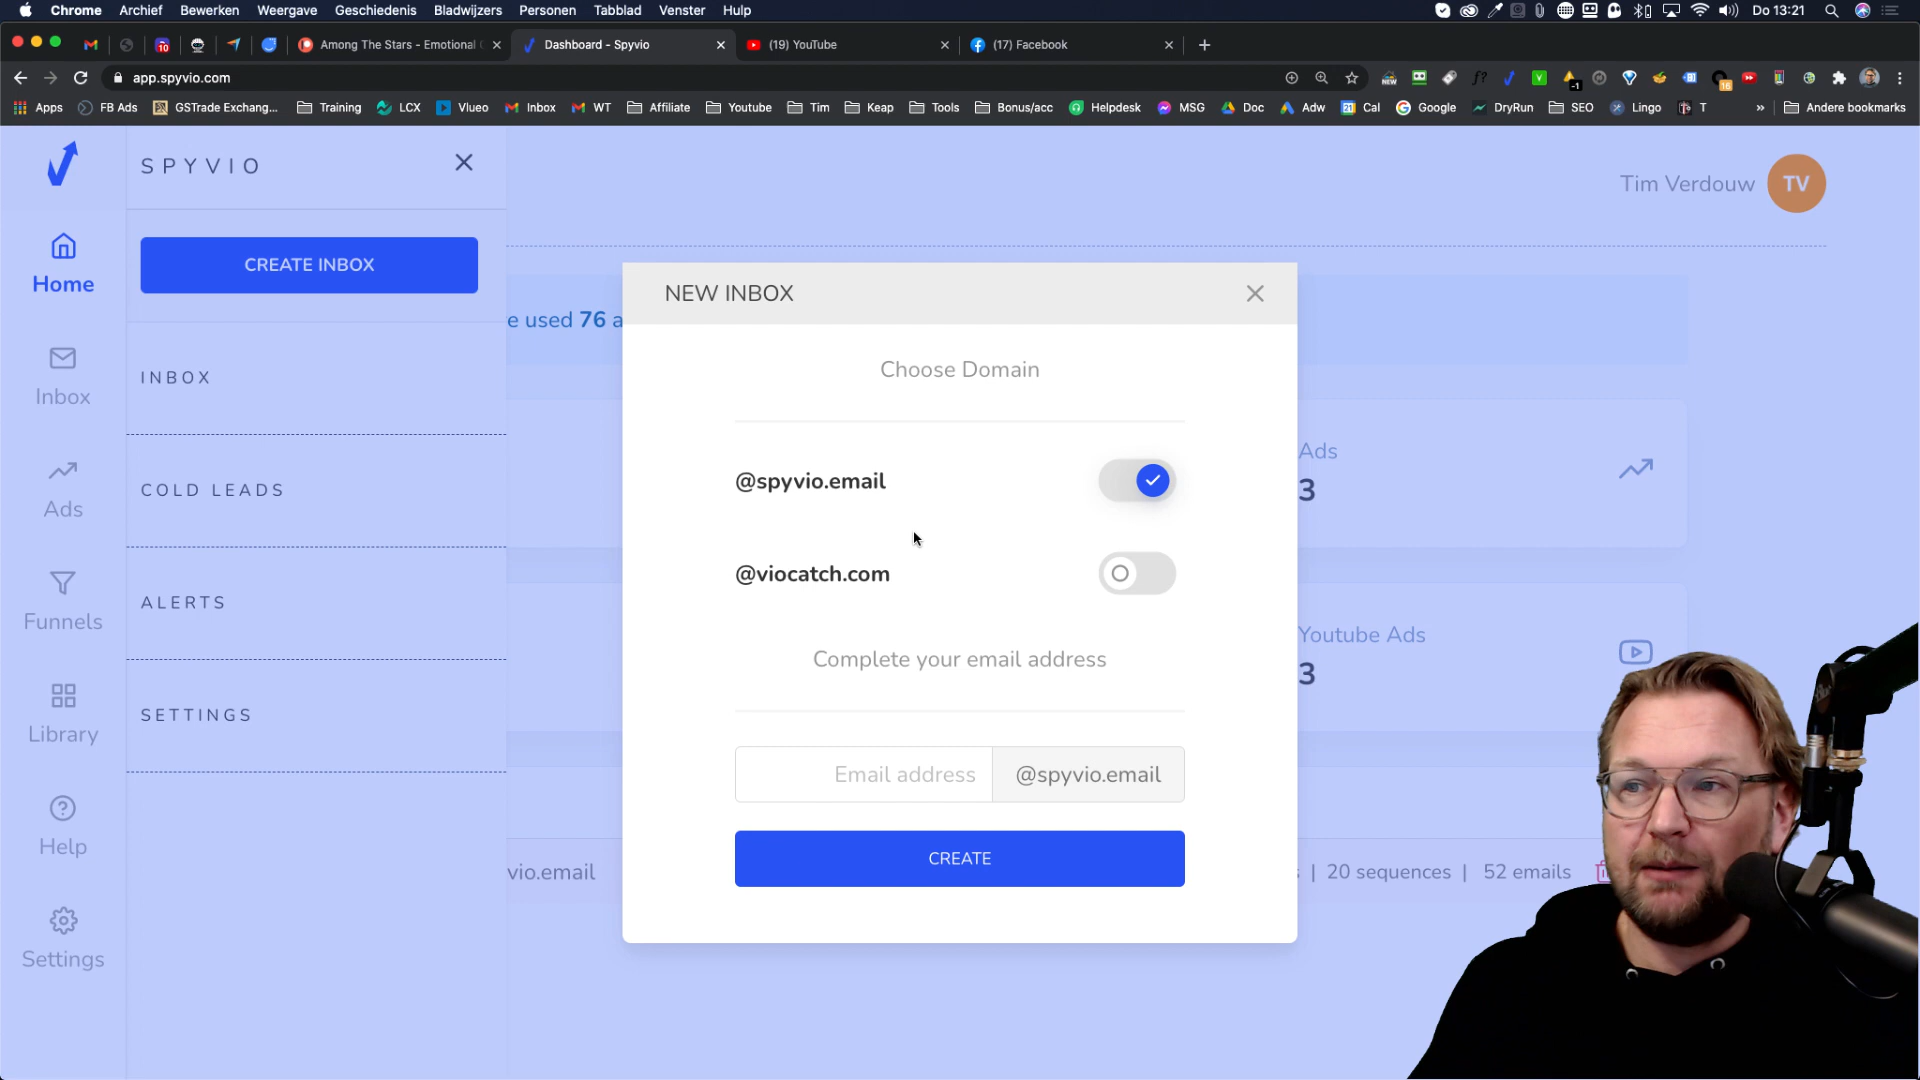 Chrome Archief Bewerken Weergave Geschiedenis Bladwijzers Personen Tabblad Venster Hulp Do 13:21
10 Among The Stars - Emotional Dashboard - Spyvio (19) YouTube (17) Facebook
app.spyvio.com
Apps FB Ads GSTrade Exchang... Training LCX Vlueo Inbox WT Affiliate Youtube Tim Keap Tools Bonus/acc Helpdesk MSG Doc Adw Cal Google DryRun SEO Lingo T » Andere bookmarks
SPYVIO
Tim Verdouw TV
CREATE INBOX
Home
Inbox
Ads
Funnels
Library
Help
Settings
INBOX
COLD LEADS
ALERTS
SETTINGS
e used 76 a
NEW INBOX
Choose Domain
@spyvio.email
@viocatch.com
Complete your email address
Email address @spyvio.email
CREATE
Ads
3
Youtube Ads
3
vio.email
s | 20 sequences | 52 emails